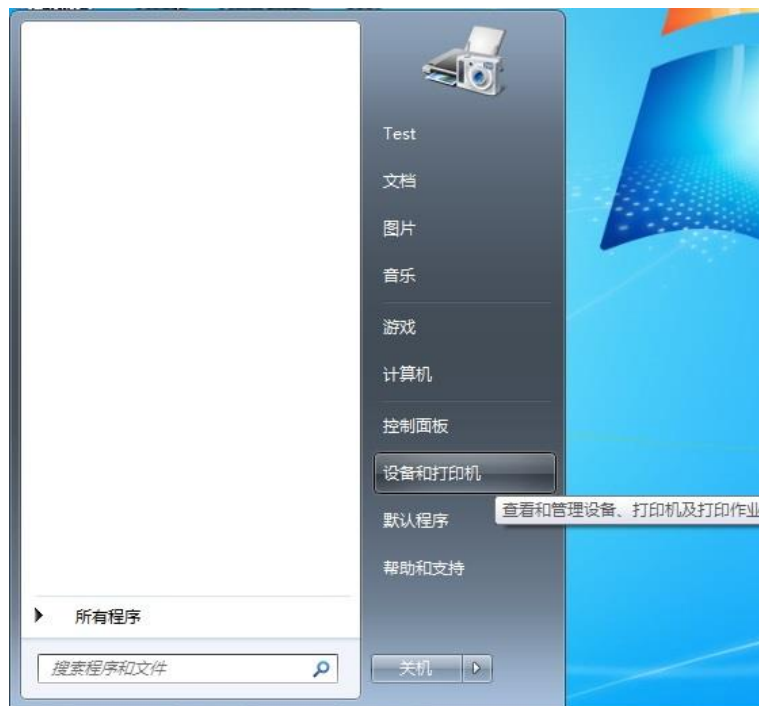 Test
文档
图片
音乐
游戏
计算机
控制面板
设备和打印机
查看和管理设备、打印机及打印作业
默认程序
帮助和支持
所有程序
搜索程序和文件
关机